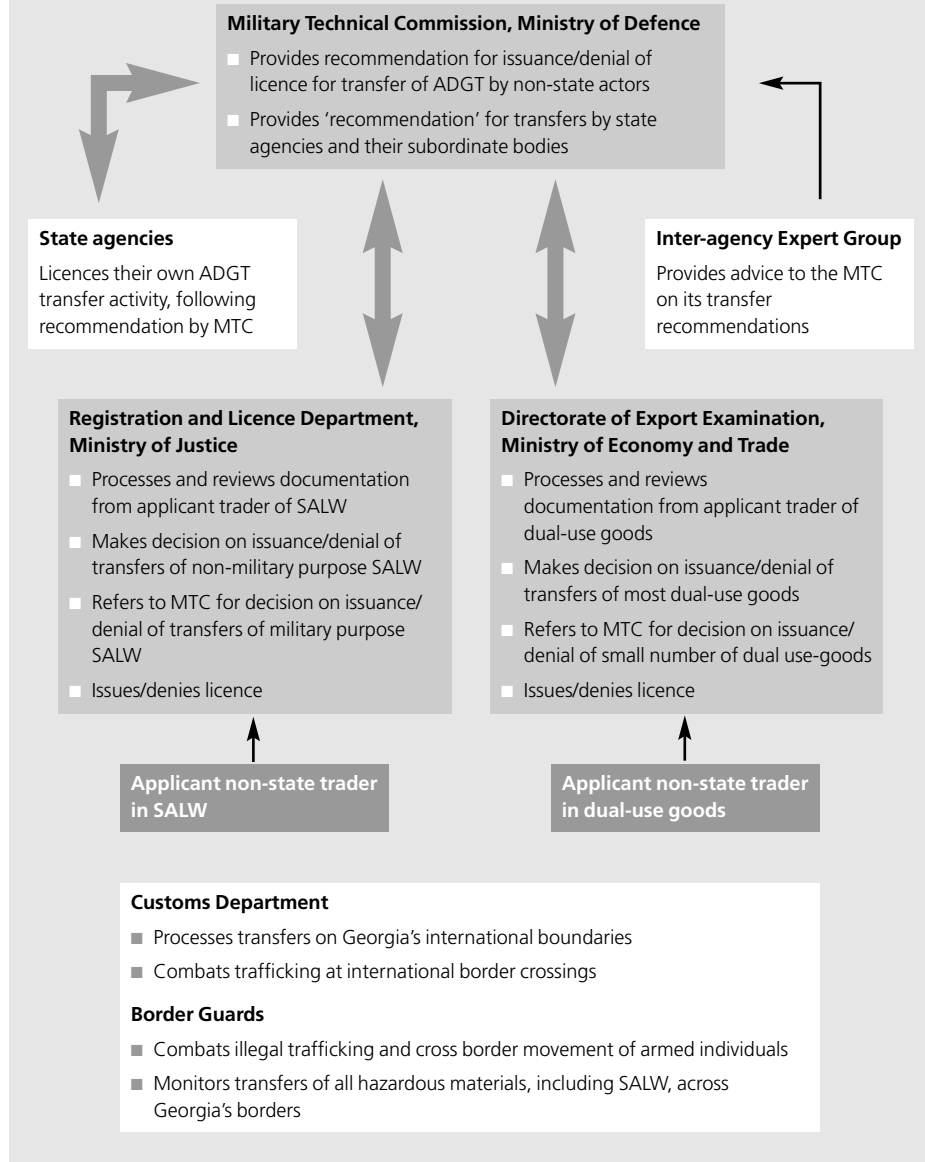 Military Technical Commission, Ministry of Defence
Provides recommendation for issuance/denial of
licence for transfer of ADGT by non-state actors
Provides ‘recommendation’ for transfers by state
agencies and their subordinate bodies
State agencies
Licences their own ADGT
transfer activity, following
recommendation by MTC
Inter-agency Expert Group
Provides advice to the MTC
on its transfer
recommendations
Registration and Licence Department,
Ministry of Justice
Processes and reviews documentation
from applicant trader of SALW
Makes decision on issuance/denial of
transfers of non-military purpose SALW
Refers to MTC for decision on issuance/
denial of transfers of military purpose
SALW
Issues/denies licence
Directorate of Export Examination,
Ministry of Economy and Trade
Processes and reviews
documentation from applicant trader of
dual-use goods
Makes decision on issuance/denial of
transfers of most dual-use goods
Refers to MTC for decision on issuance/
denial of small number of dual use-goods
Issues/denies licence
Applicant non-state trader
in SALW
Applicant non-state trader
in dual-use goods
Customs Department
Processes transfers on Georgia’s international boundaries
Combats trafficking at international border crossings
Border Guards
Combats illegal trafficking and cross border movement of armed individuals
Monitors transfers of all hazardous materials, including SALW, across
Georgia’s borders